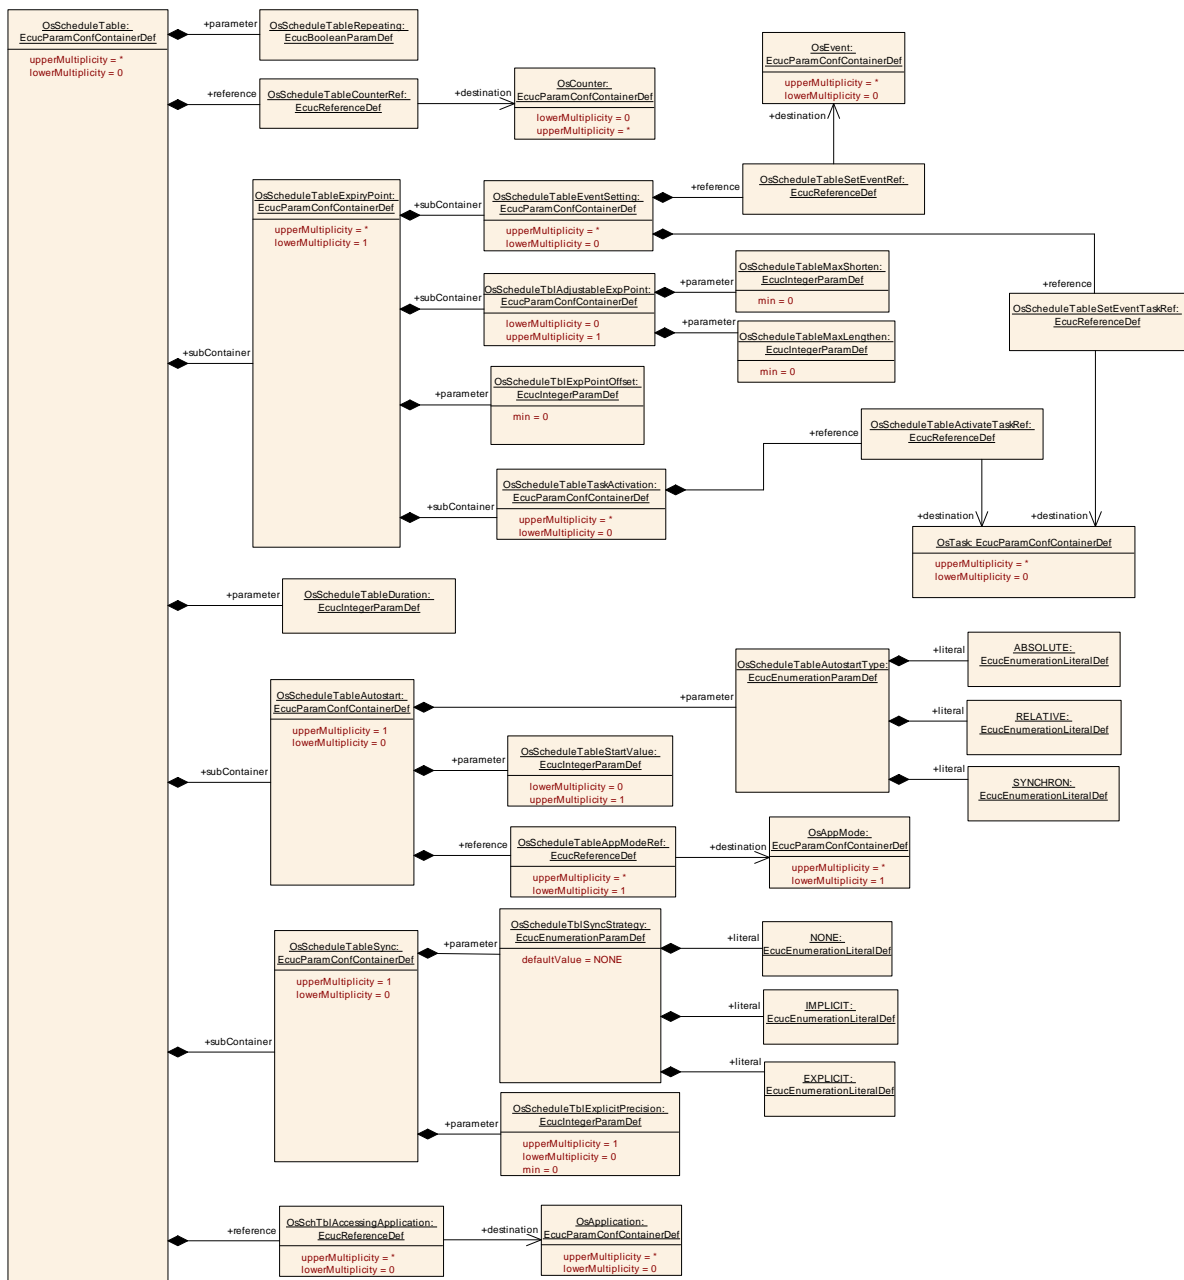 OsScheduleTable:
EcucParamConfContainerDef
upperMultiplicity = *
lowerMultiplicity = 0
+parameter
OsScheduleTableRepeating:
EcucBooleanParamDef
+reference
OsScheduleTableCounterRef:
EcucReferenceDef
+destination
OsCounter:
EcucParamConfContainerDef
lowerMultiplicity = 0
upperMultiplicity = *
OsEvent:
EcucParamConfContainerDef
upperMultiplicity = *
lowerMultiplicity = 0
+destination
+subContainer
OsScheduleTableExpiryPoint:
EcucParamConfContainerDef
upperMultiplicity = *
lowerMultiplicity = 1
+subContainer
OsScheduleTableEventSetting:
EcucParamConfContainerDef
upperMultiplicity = *
lowerMultiplicity = 0
+reference
OsScheduleTableSetEventRef:
EcucReferenceDef
+reference
OsScheduleTableSetEventTaskRef:
EcucReferenceDef
+subContainer
OsScheduleTblAdjustableExpPoint:
EcucParamConfContainerDef
lowerMultiplicity = 0
upperMultiplicity = 1
+parameter
OsScheduleTableMaxShorten:
EcucIntegerParamDef
min = 0
+parameter
OsScheduleTableMaxLengthen:
EcucIntegerParamDef
min = 0
+parameter
OsScheduleTblExpPointOffset:
EcucIntegerParamDef
min = 0
+subContainer
OsScheduleTableTaskActivation:
EcucParamConfContainerDef
upperMultiplicity = *
lowerMultiplicity = 0
+reference
OsScheduleTableActivateTaskRef:
EcucReferenceDef
+destination
+destination
OsTask: EcucParamConfContainerDef
upperMultiplicity = *
lowerMultiplicity = 0
+parameter
OsScheduleTableDuration:
EcucIntegerParamDef
+subContainer
OsScheduleTableAutostart:
EcucParamConfContainerDef
upperMultiplicity = 1
lowerMultiplicity = 0
+parameter
OsScheduleTableAutostartType:
EcucEnumerationParamDef
+literal
ABSOLUTE:
EcucEnumerationLiteralDef
+literal
RELATIVE:
EcucEnumerationLiteralDef
+literal
SYNCHRON:
EcucEnumerationLiteralDef
+parameter
OsScheduleTableStartValue:
EcucIntegerParamDef
lowerMultiplicity = 0
upperMultiplicity = 1
+reference
OsScheduleTableAppModeRef:
EcucReferenceDef
upperMultiplicity = *
lowerMultiplicity = 1
+destination
OsAppMode:
EcucParamConfContainerDef
upperMultiplicity = *
lowerMultiplicity = 1
+subContainer
OsScheduleTableSync:
EcucParamConfContainerDef
upperMultiplicity = 1
lowerMultiplicity = 0
+parameter
OsScheduleTblSyncStrategy:
EcucEnumerationParamDef
defaultValue = NONE
+literal
NONE:
EcucEnumerationLiteralDef
+literal
IMPLICIT:
EcucEnumerationLiteralDef
+literal
EXPLICIT:
EcucEnumerationLiteralDef
+parameter
OsScheduleTblExplicitPrecision:
EcucIntegerParamDef
upperMultiplicity = 1
lowerMultiplicity = 0
min = 0
+reference
OsSchTblAccessingApplication:
EcucReferenceDef
upperMultiplicity = *
lowerMultiplicity = 0
+destination
OsApplication:
EcucParamConfContainerDef
upperMultiplicity = *
lowerMultiplicity = 0